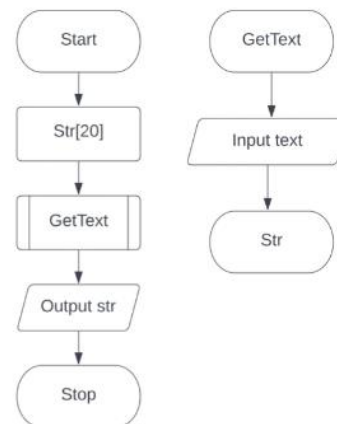 Start
Str[20]
GetText
Output str
Stop
GetText
Input text
Str